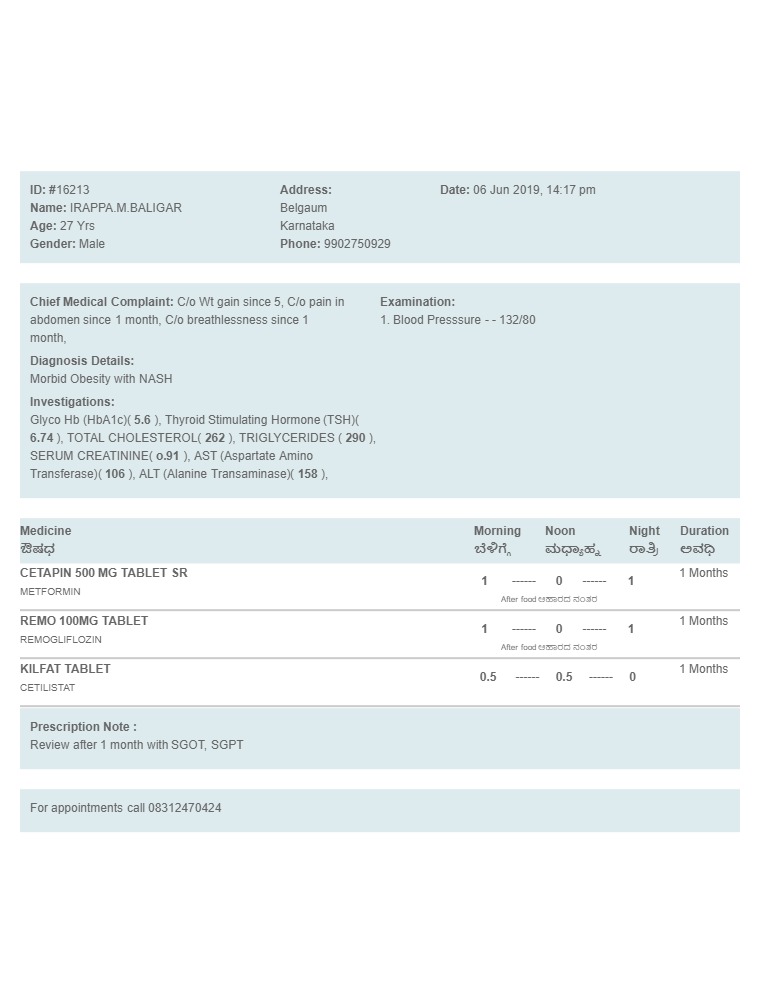 ID: #16213
Name: IRAPPA.M.BALIGAR
Age: 27 Yrs
Gender: Male
Address:
Belgaum
Karnataka
Phone: 9902750929
Date: 06 Jun 2019, 14:17 pm
Chief Medical Complaint: C/o Wt gain since 5, C/o pain in
abdomen since 1 month, C/o breathlessness since 1
month,
Diagnosis Details:
Morbid Obesity with NASH
Investigations:
Glyco Hb (HbA1c)( 5.6 ), Thyroid Stimulating Hormone (TSH)(
6.74 ), TOTAL CHOLESTEROL( 262 ), TRIGLYCERIDES ( 290 ),
SERUM CREATININE( o.91 ), AST (Aspartate Amino
Transferase)( 106 ), ALT (Alanine Transaminase)( 158 ),
Examination:
1. Blood Presssure - - 132/80
Medicine Morning Noon Night Duration
ಔಷಧ ಬೆಳಿಗ್ಗೆ ಮಧ್ಯಾಹ್ನ ರಾತ್ರಿ ಅವಧಿ
CETAPIN 500 MG TABLET SR 1 ------ 0 ------ 1 1 Months
METFORMIN
After food ಆಹಾರದ ನಂತರ
REMO 100MG TABLET 1 ------ 0 ------ 1 1 Months
REMOGLIFLOZIN
After food ಆಹಾರದ ನಂತರ
KILFAT TABLET 0.5 ------ 0.5 ------ 0 1 Months
CETILISTAT
Prescription Note :
Review after 1 month with SGOT, SGPT
For appointments call 08312470424